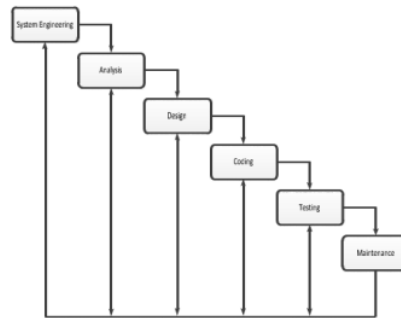 System Engineering
Analysis
Design
Coding
Testing
Maintenance